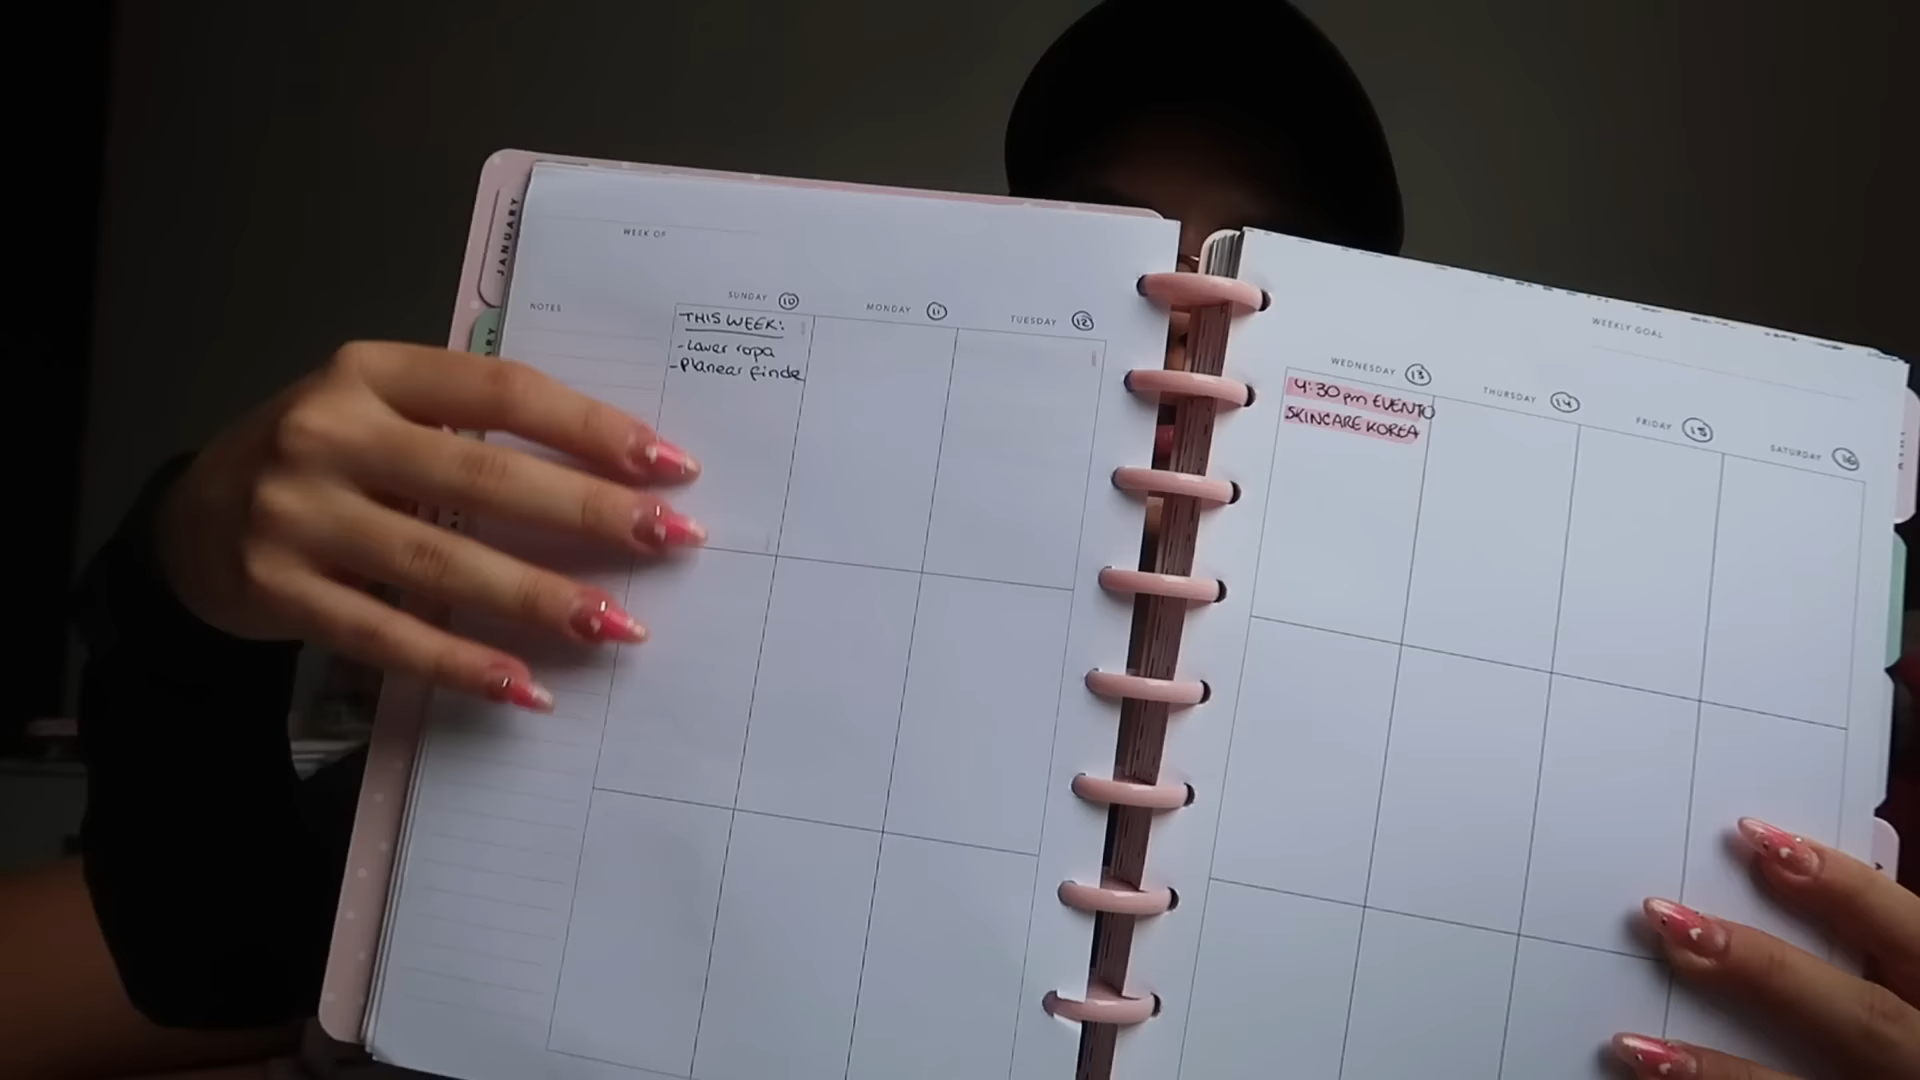 JANUARY
WEEK OF
NOTES
SUNDAY 10
MONDAY 11
TUESDAY 12
THIS WEEK:
- Lavar ropa
- Planear finde
WEEKLY GOAL
WEDNESDAY 13
THURSDAY 14
FRIDAY 15
SATURDAY 16
4:30 pm EVENTO
SKINCARE KOREA